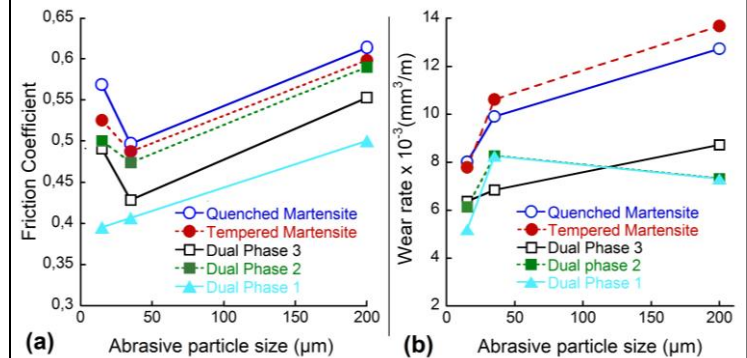 Friction Coefficient
0,65
0,6
0,55
0,5
0,45
0,4
0,35
0,3
0
50
100
150
200
Quenched Martensite
Tempered Martensite
Dual Phase 3
Dual Phase 2
Dual Phase 1
(a)
Abrasive particle size (µm)
Wear rate x 10-³(mm³/m)
14
12
10
8
6
4
2
0
50
100
150
200
Quenched Martensite
Tempered Martensite
Dual Phase 3
Dual phase 2
Dual Phase 1
(b)
Abrasive particle size (µm)